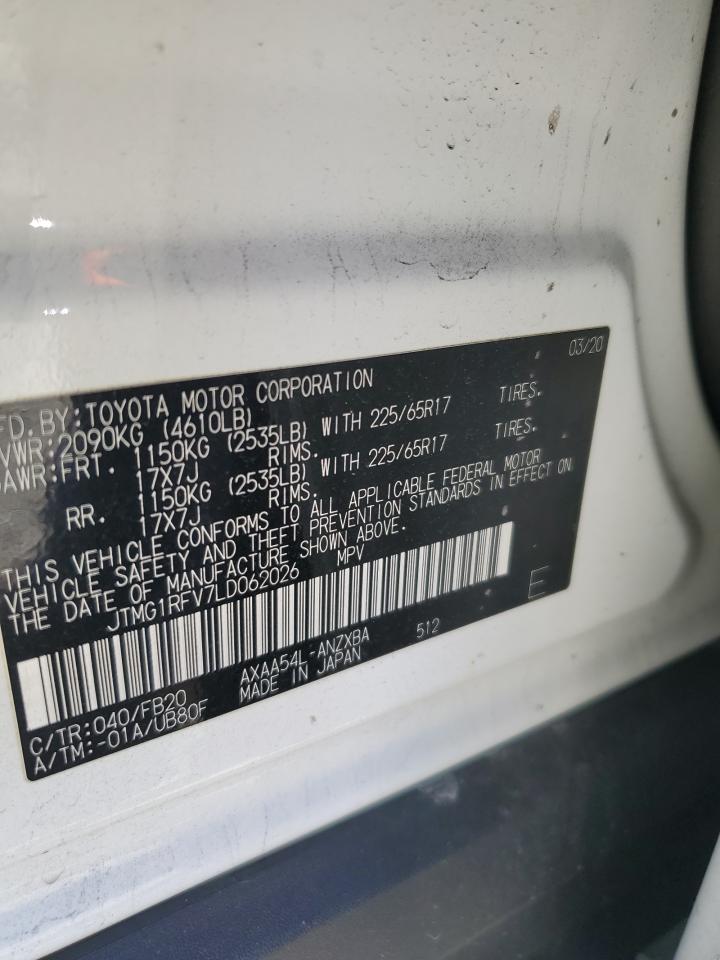 03/20
FD. BY:TOYOTA MOTOR CORPORATION
VWR:2090KG (4610LB)
AWR:FRT. 1150KG (2535LB) WITH 225/65R17 TIRES.
17X7J RIMS.
RR. 1150KG (2535LB) WITH 225/65R17 TIRES.
17X7J RIMS.
THIS VEHICLE CONFORMS TO ALL APPLICABLE FEDERAL MOTOR
VEHICLE SAFETY AND THEFT PREVENTION STANDARDS IN EFFECT ON
THE DATE OF MANUFACTURE SHOWN ABOVE.
JTMG1RFV7LD062026 MPV
E
C/TR:040/FB20 AXAA54L-ANZXBA 512
A/TM:-01A/UB80F MADE IN JAPAN